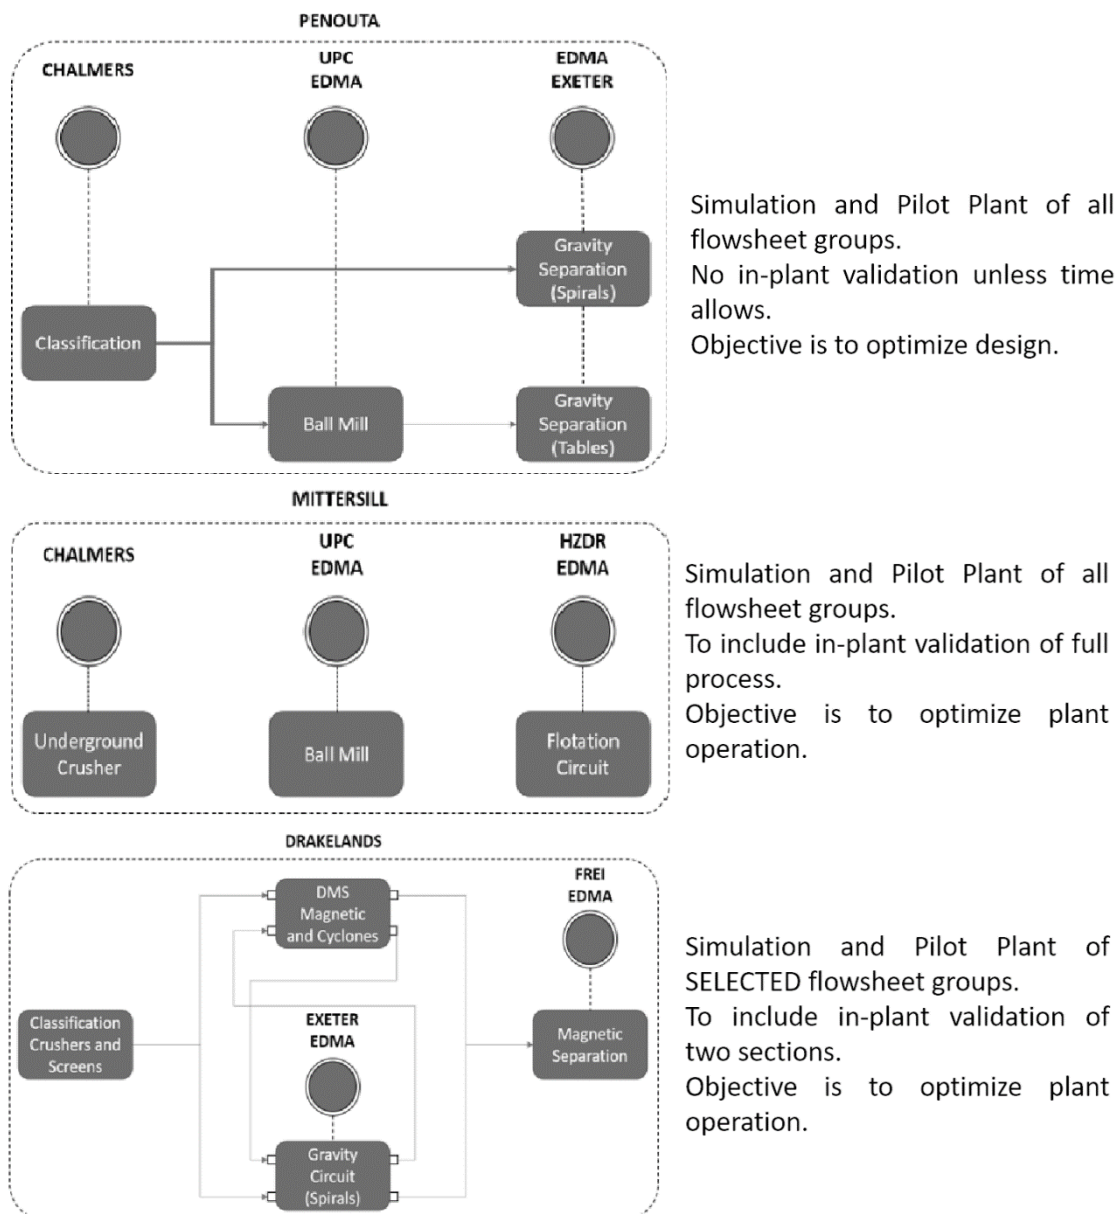 PENOUTA
CHALMERS
UPC
EDMA
EDMA
EXETER
Gravity
Separation
(Spirals)
Classification
Ball Mill
Gravity
Separation
(Tables)
Simulation and Pilot Plant of all
flowsheet groups.
No in-plant validation unless time
allows.
Objective is to optimize design.
MITTERSILL
CHALMERS
UPC
EDMA
HZDR
EDMA
Underground
Crusher
Ball Mill
Flotation
Circuit
Simulation and Pilot Plant of all
flowsheet groups.
To include in-plant validation of full
process.
Objective is to optimize plant
operation.
DRAKELANDS
DMS
Magnetic
and Cyclones
FREI
EDMA
Classification
Crushers and
Screens
EXETER
EDMA
Magnetic
Separation
Gravity
Circuit
(Spirals)
Simulation and Pilot Plant of
SELECTED flowsheet groups.
To include in-plant validation of
two sections.
Objective is to optimize plant
operation.